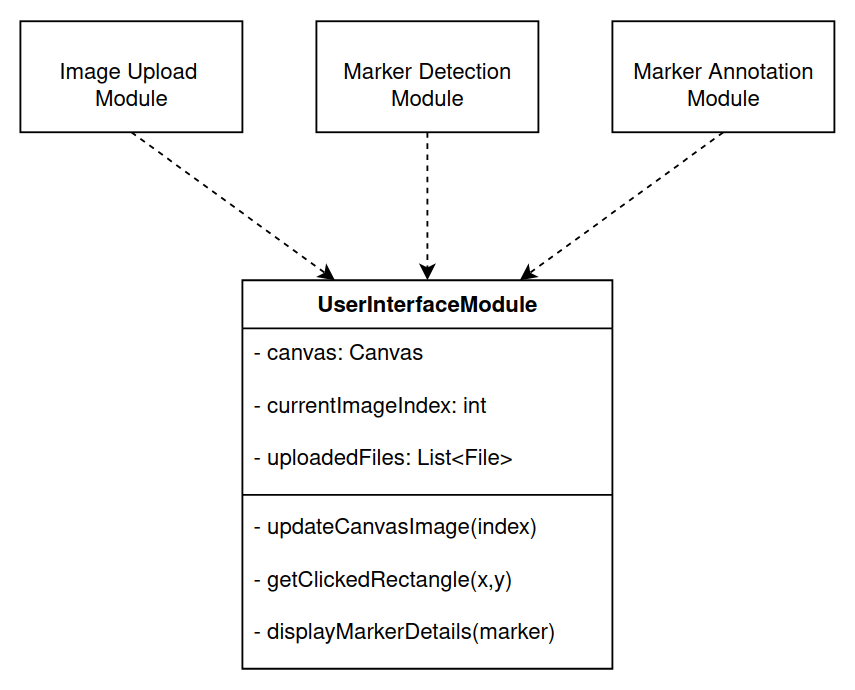 Image Upload
Module
Marker Detection
Module
Marker Annotation
Module
UserInterfaceModule
- canvas: Canvas
- currentImageIndex: int
- uploadedFiles: List<File>
- updateCanvasImage(index)
- getClickedRectangle(x,y)
- displayMarkerDetails(marker)